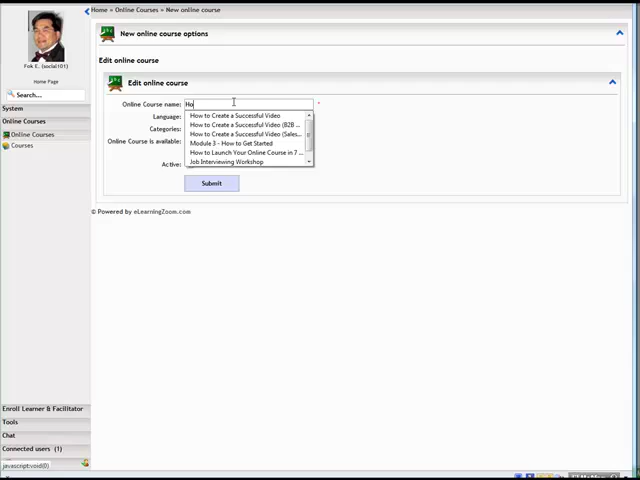 Home » Online Courses » New online course
New online course options
Fok E. (social101)
Home Page
Search...
System
Online Courses
Online Courses
Courses
Edit online course
Edit online course
Online Course name: Ho *
Language:
Categories:
Online Course is available:
Active:
How to Create a Successful Video
How to Create a Successful Video (B2B ...
How to Create a Successful Video (Sales...
Module 3 - How to Get Started
How to Launch Your Online Course in 7 ...
Job Interviewing Workshop
Submit
© Powered by eLearningZoom.com
Enroll Learner & Facilitator
Tools
Chat
Connected users (1)
javascript:void(0)